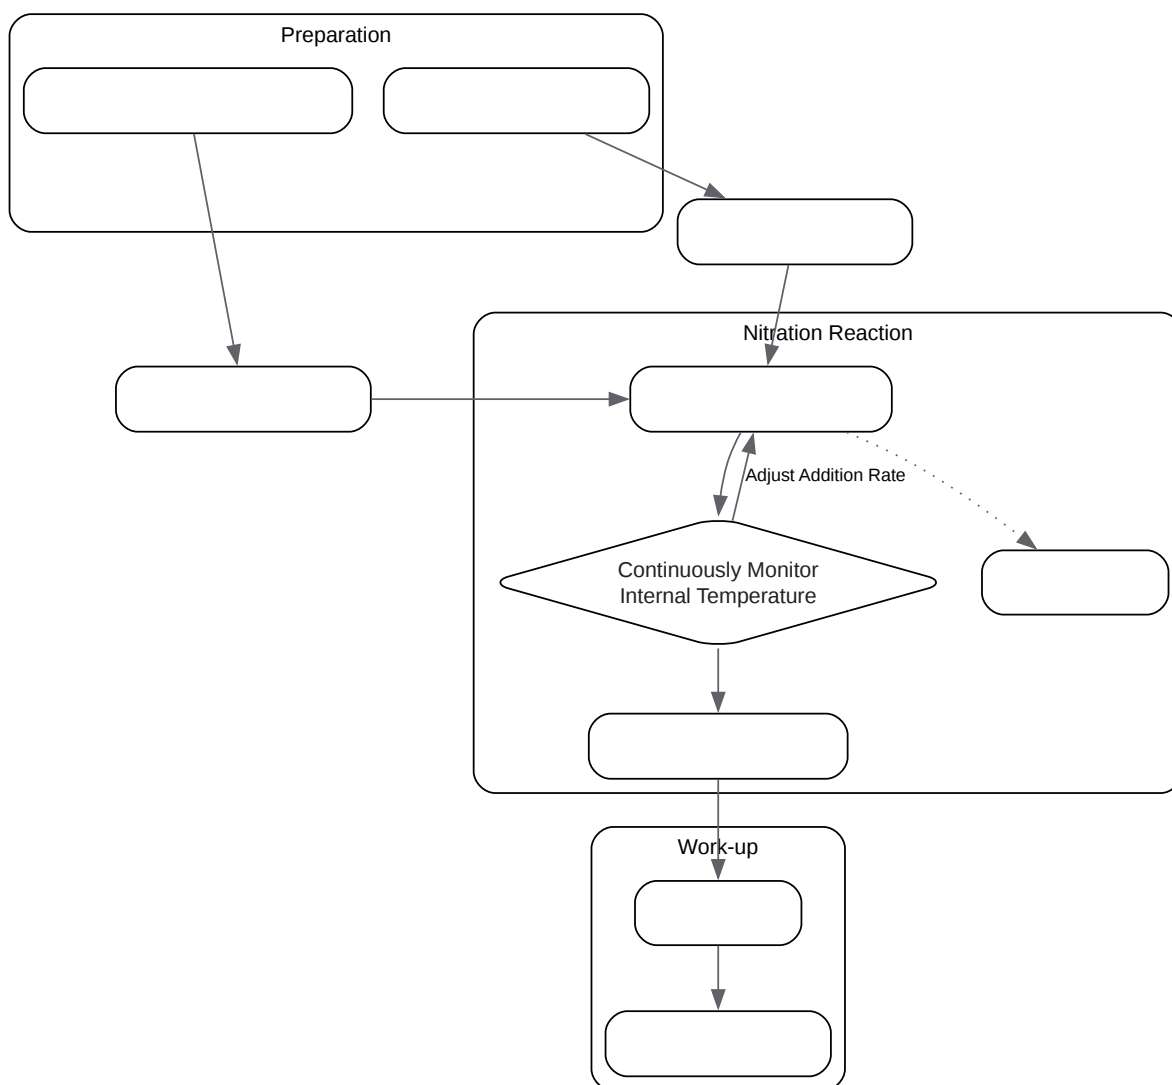 Preparation
Nitration Reaction
Adjust Addition Rate
Continuously Monitor
Internal Temperature
Work-up